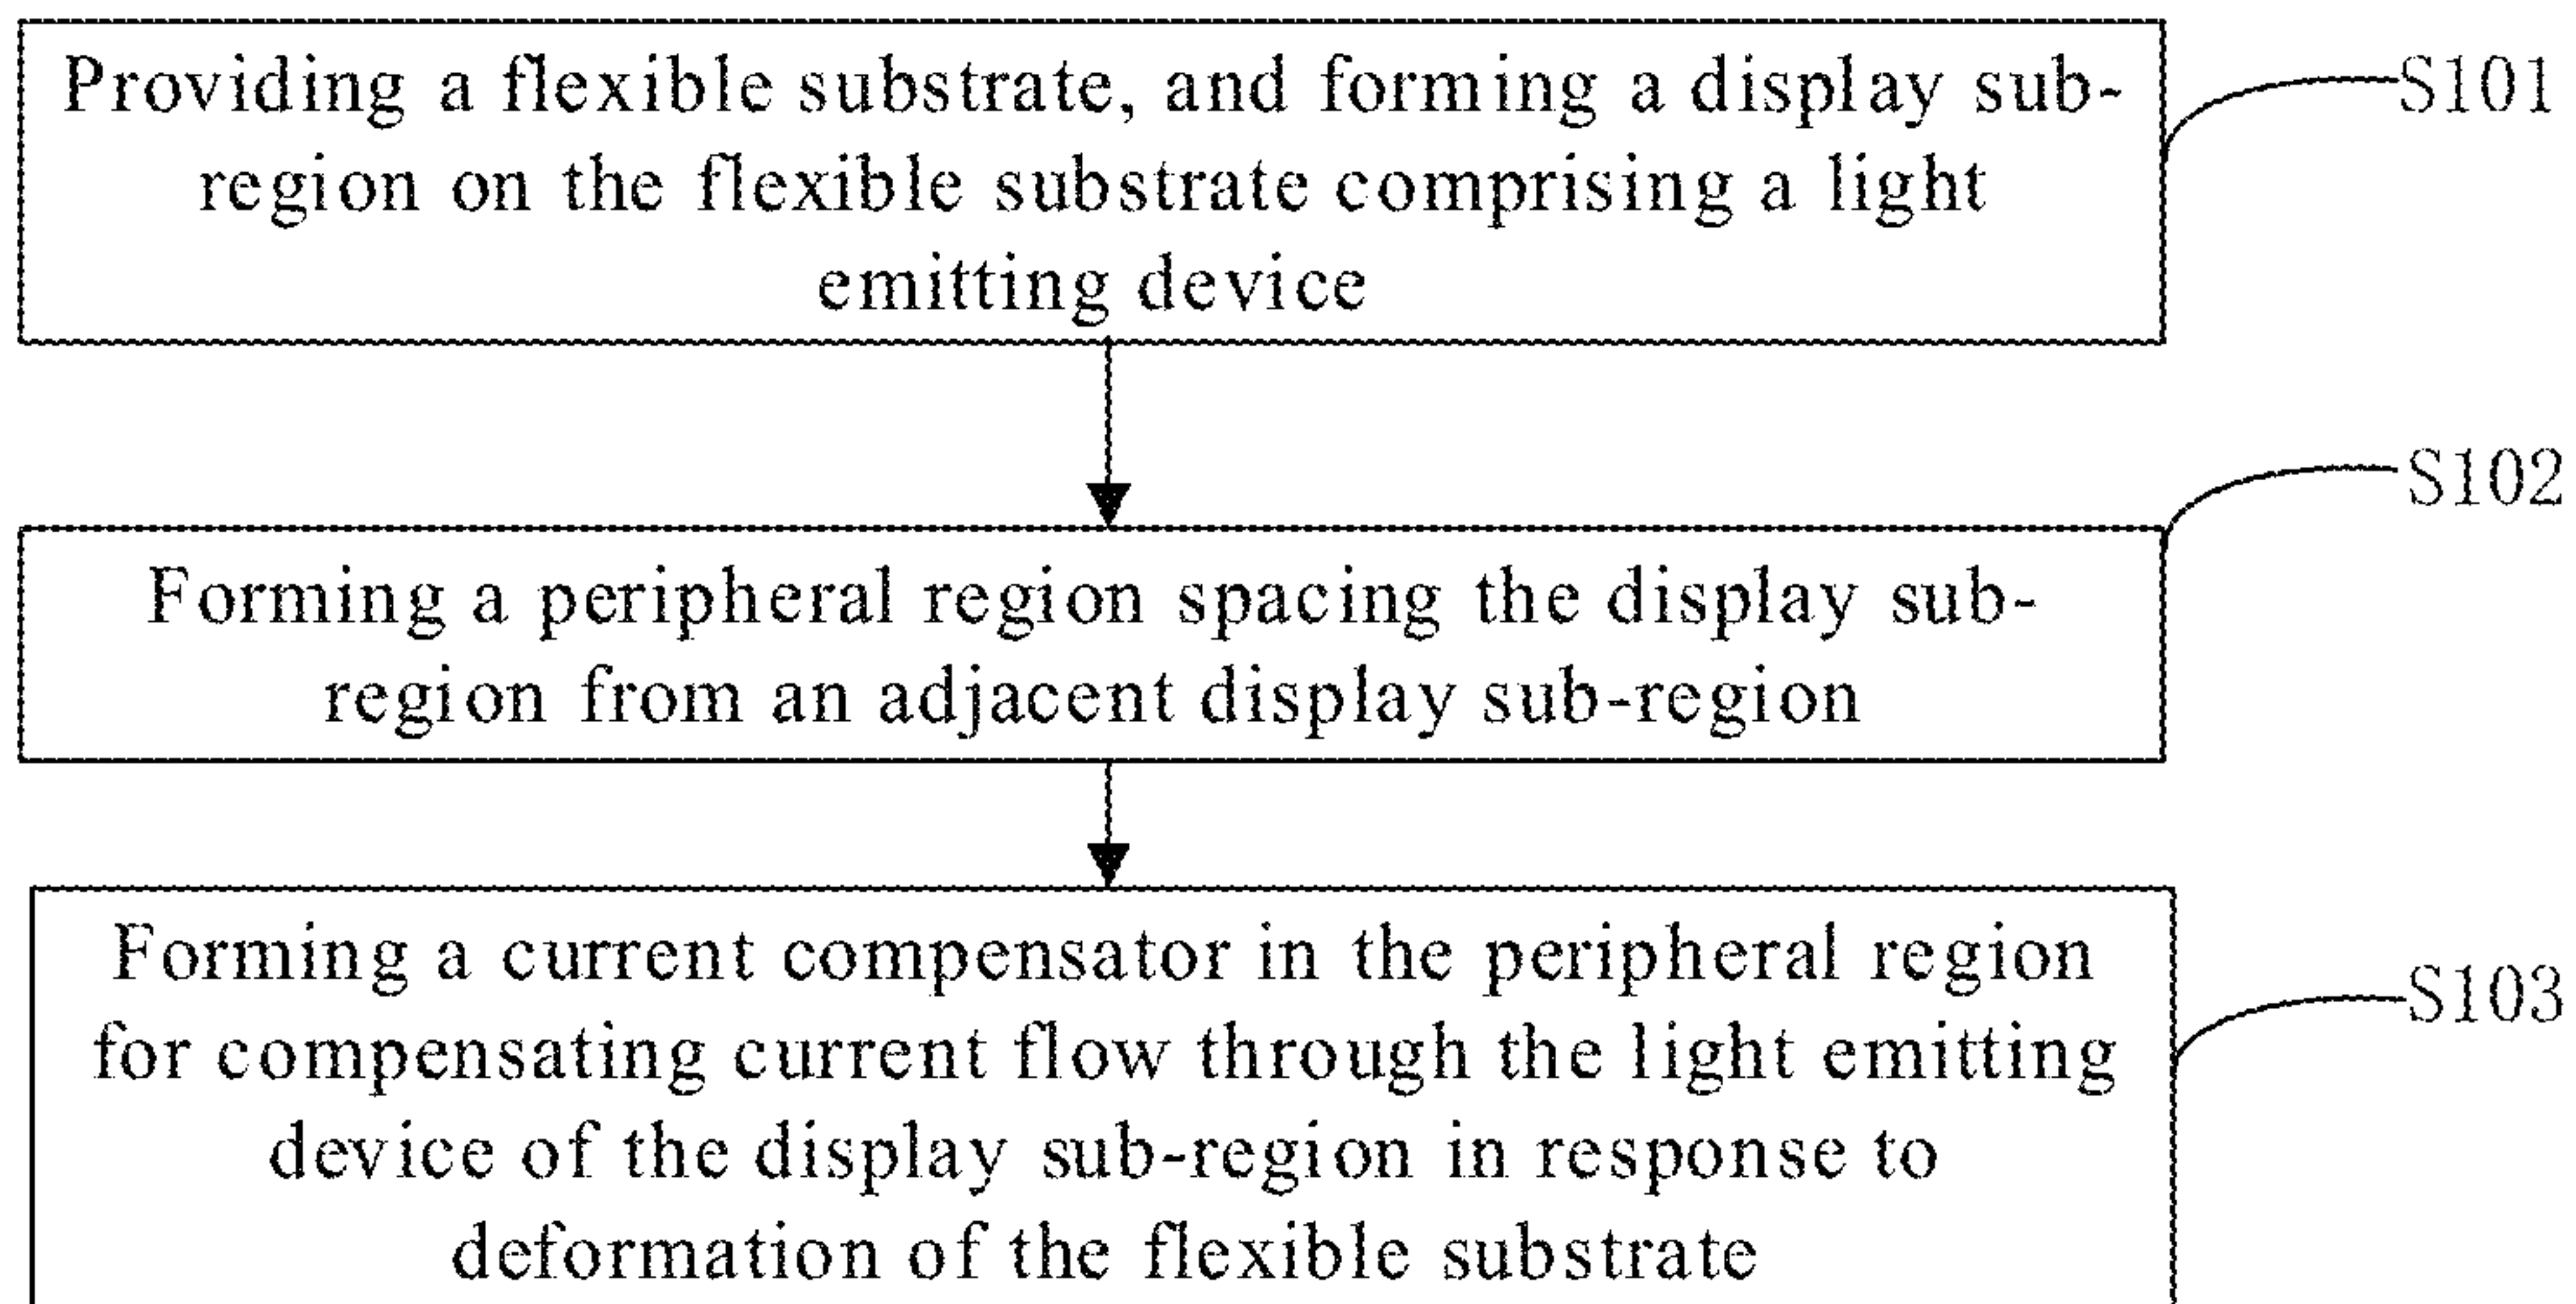 Providing a flexible substrate, and forming a display sub-
region on the flexible substrate comprising a light
emitting device
S101
Forming a peripheral region spacing the display sub-
region from an adjacent display sub-region
S102
Forming a current compensator in the peripheral region
for compensating current flow through the light emitting
device of the display sub-region in response to
deformation of the flexible substrate
S103